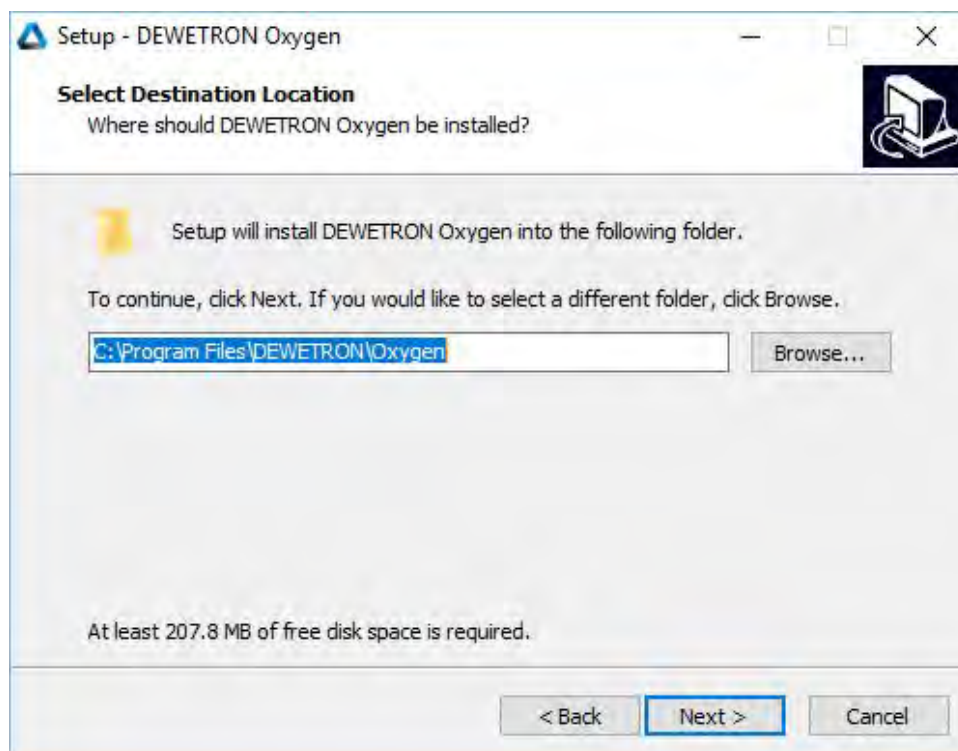 Setup - DEWETRON Oxygen
Select Destination Location
Where should DEWETRON Oxygen be installed?
Setup will install DEWETRON Oxygen into the following folder.
To continue, click Next. If you would like to select a different folder, click Browse.
C:\Program Files\DEWETRON\Oxygen
Browse...
At least 207.8 MB of free disk space is required.
< Back
Next >
Cancel